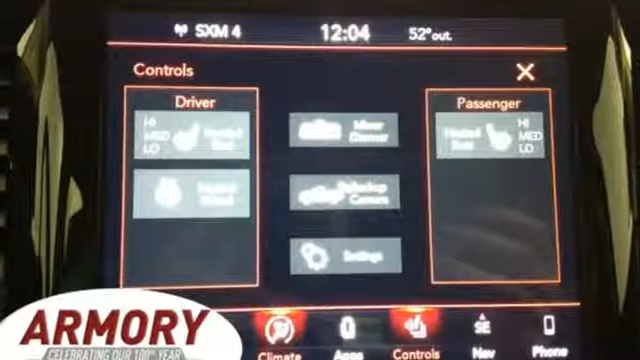 SXM 4 12:04 52° out.
Controls
Driver
HI
MED
LO
Heated
Seat
Heated
Wheel
Mirror
Dimmer
Backup
Camera
Settings
Passenger
Heated
Seat
HI
MED
LO
Climate Apps Controls SE Nav Phone
ARMORY
CELEBRATING OUR 100th YEAR